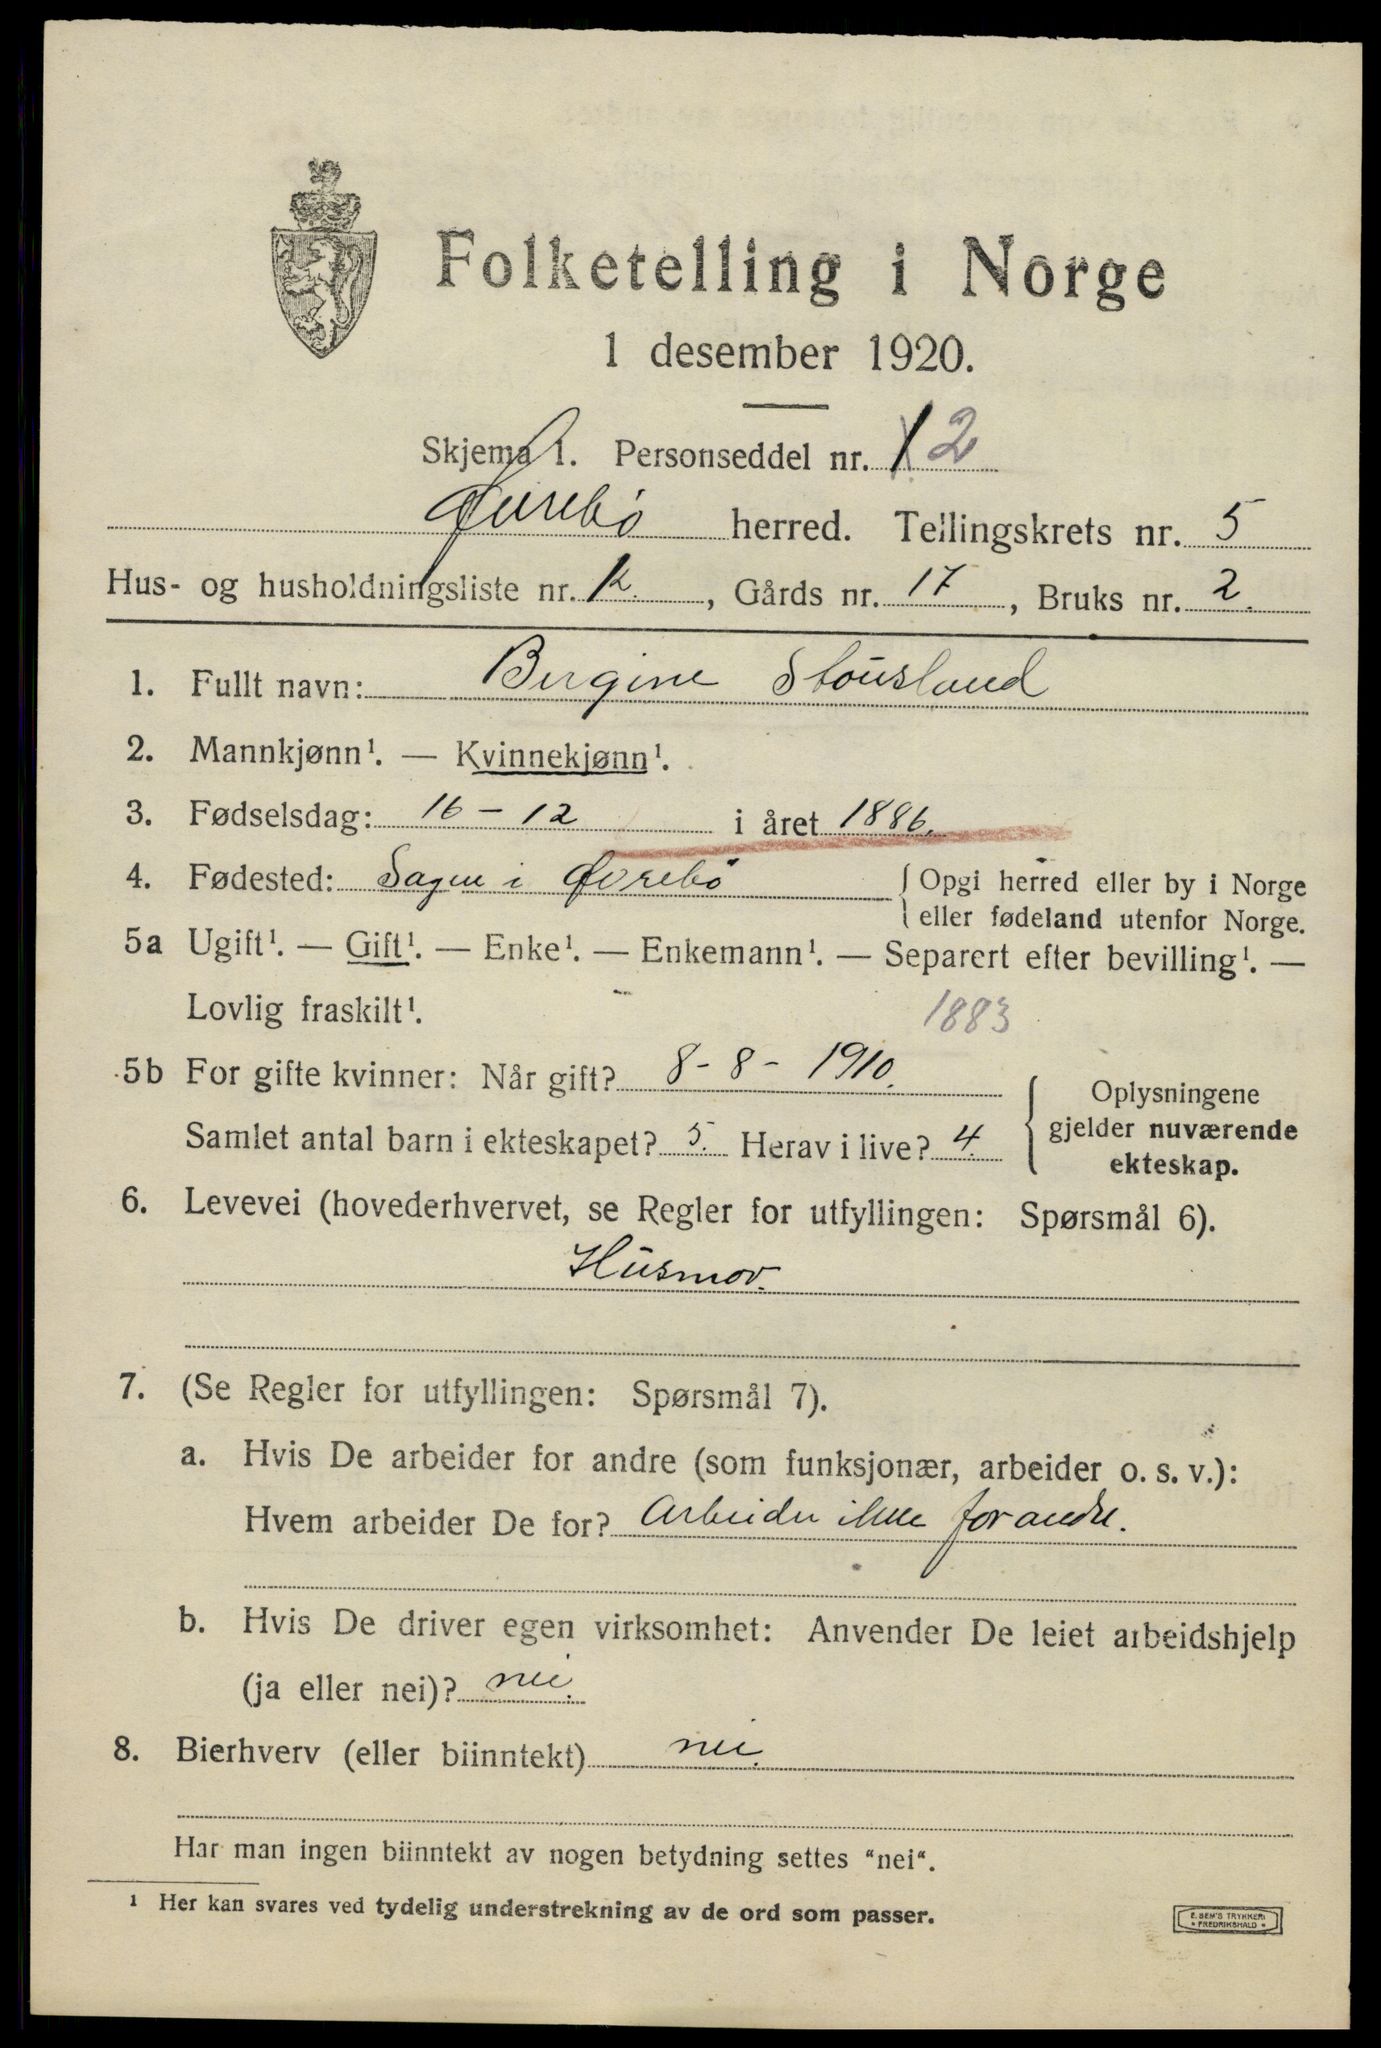 Folketelling i Norge
1 desember 1920.
Skjema 1. Personseddel nr. 2
Øvrebø herred. Tellingskrets nr. 5
Hus- og husholdningsliste nr. 12., Gårds nr. 17, Bruks nr. 2.
1. Fullt navn: Birgine Stousland
2. Mannkjønn¹. — Kvinnekjønn¹.
3. Fødselsdag: 16 - 12 i året 1886.
4. Fødested: Sagen i Øvrebø { Opgi herred eller by i Norge
eller fødeland utenfor Norge.
5a Ugift¹. — Gift¹. — Enke¹. — Enkemann¹. — Separert efter bevilling¹. —
Lovlig fraskilt¹. 1883
5b For gifte kvinner: Når gift? 8 - 8 - 1910.
Samlet antal barn i ekteskapet? 5. Herav i live? 4. { Oplysningene
gjelder nuværende
ekteskap.
6. Levevei (hovederhvervet, se Regler for utfyllingen: Spørsmål 6).
Husmor.
7. (Se Regler for utfyllingen: Spørsmål 7).
a. Hvis De arbeider for andre (som funksjonær, arbeider o. s. v.):
Hvem arbeider De for? Arbeider ikke for andre.
b. Hvis De driver egen virksomhet: Anvender De leiet arbeidshjelp
(ja eller nei)? nei.
8. Bierhverv (eller biinntekt) nei.
Har man ingen biinntekt av nogen betydning settes "nei".
¹ Her kan svares ved tydelig understrekning av de ord som passer.
E. SEM'S TRYKKERI
FREDRIKSHALD